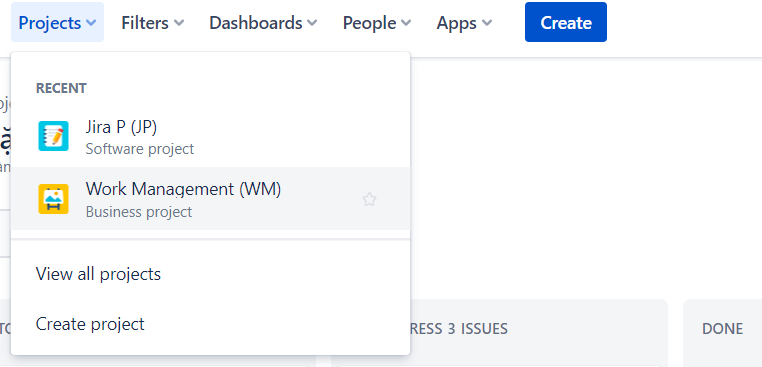 Projects Filters Dashboards People Apps Create
RECENT
Jira P (JP)
Software project
Work Management (WM)
Business project
View all projects
Create project
3 ISSUES
DONE